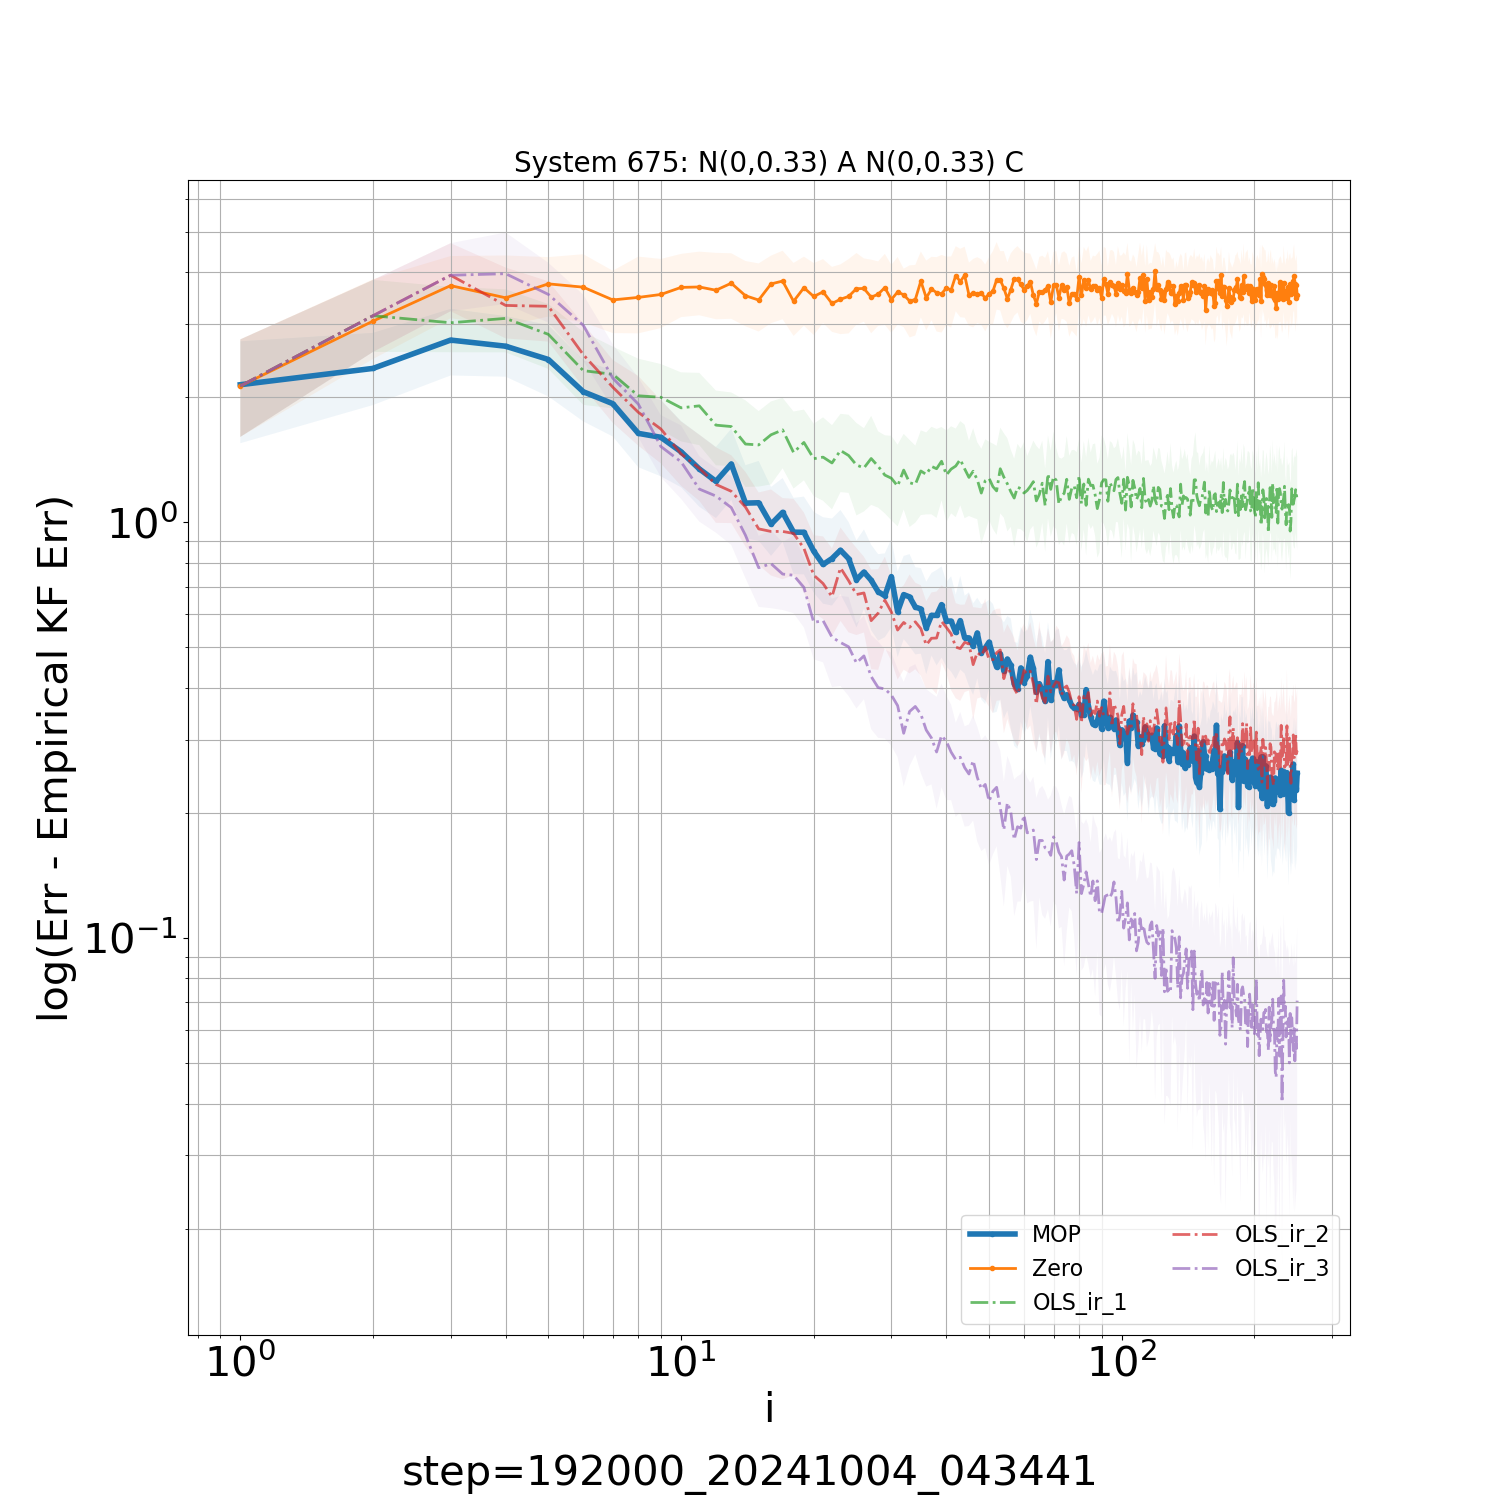 System 675: N(0,0.33) A N(0,0.33) C
log(Err - Empirical KF Err)
10⁰
10⁻¹
MOP
Zero
OLS_ir_1
OLS_ir_2
OLS_ir_3
10⁰ 10¹ 10²
i
step=192000_20241004_043441